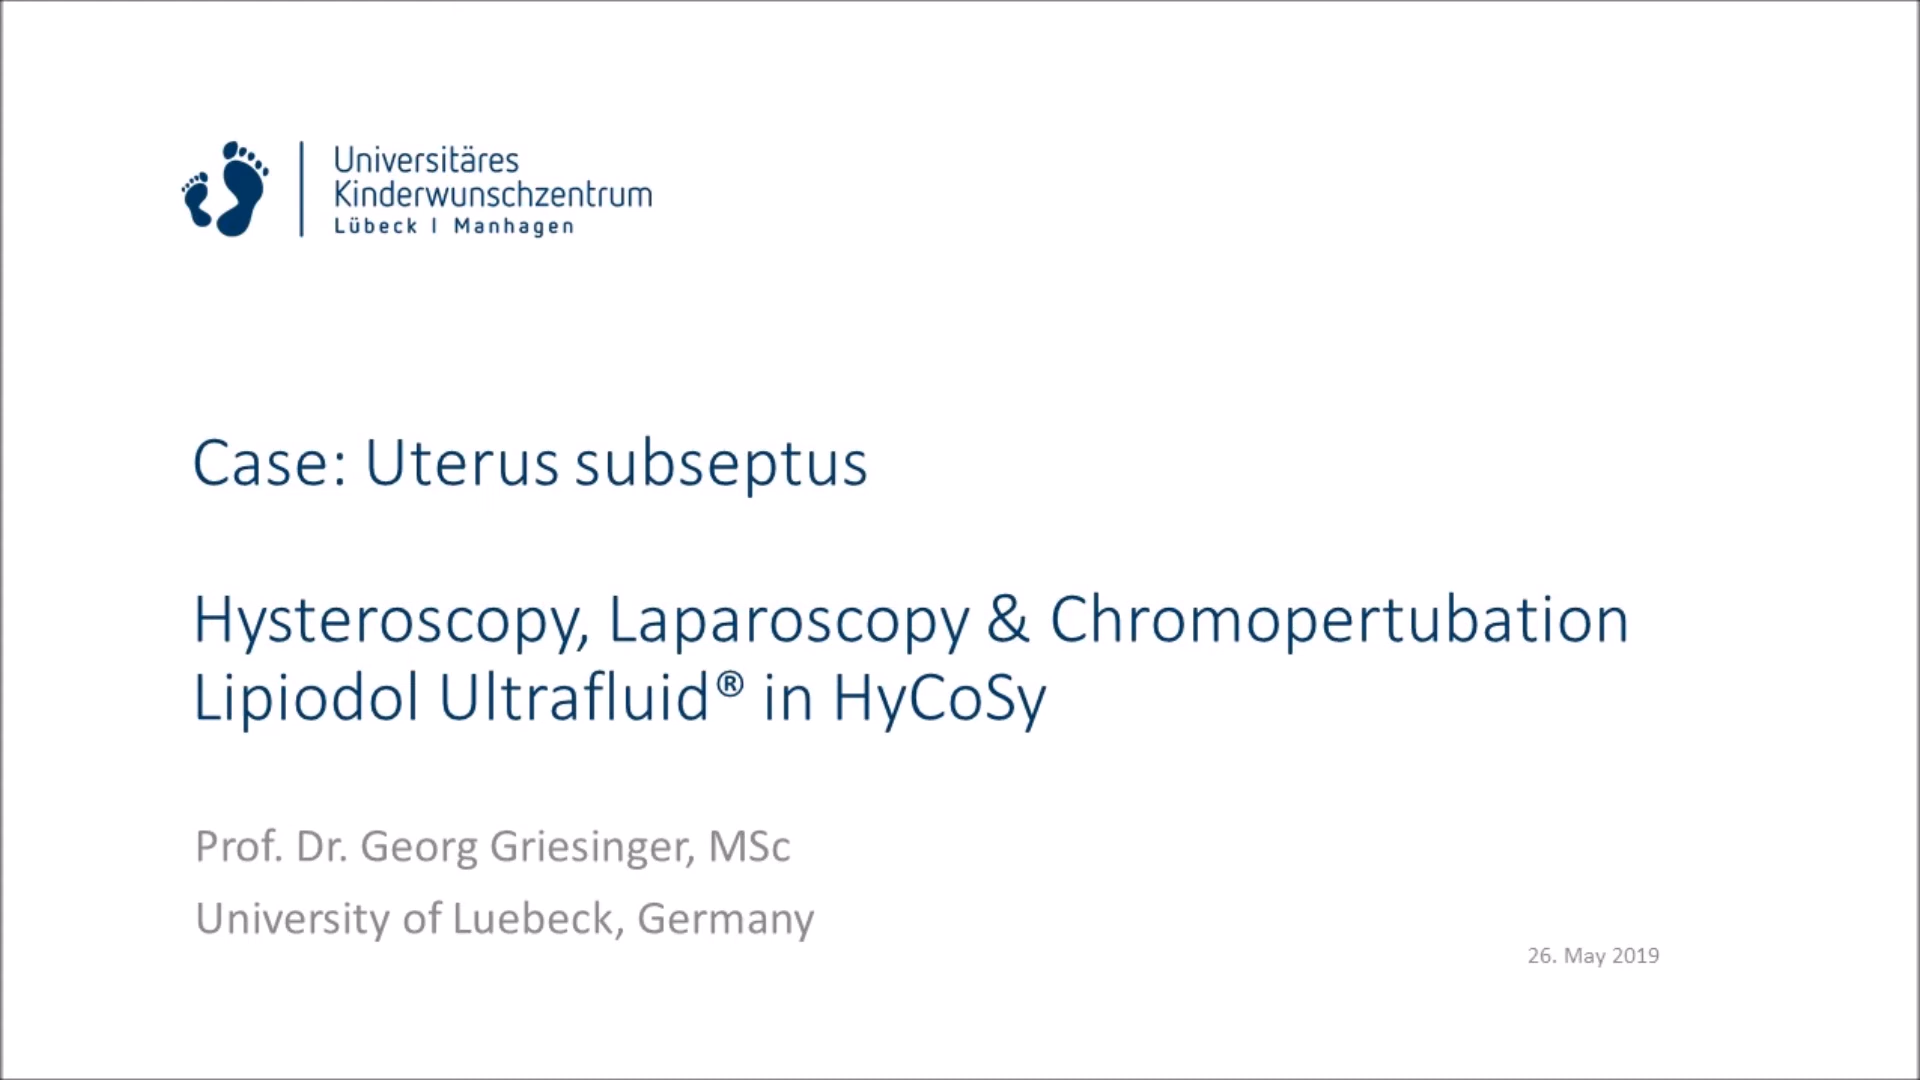 Universitäres
Kinderwunschzentrum
Lübeck | Manhagen
Case: Uterus subseptus
Hysteroscopy, Laparoscopy & Chromopertubation
Lipiodol Ultrafluid® in HyCoSy
Prof. Dr. Georg Griesinger, MSc
University of Luebeck, Germany
26. May 2019